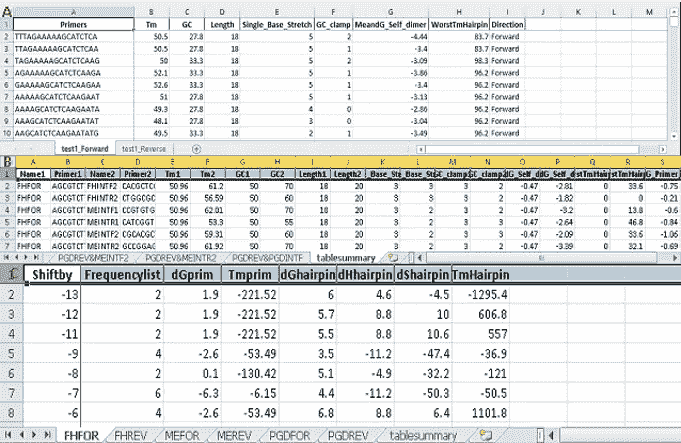 A B C D E F G H I J K L M
1 Primers Tm GC Length Single_Base_Stretch GC_clamp MeandG_Self_dimer WorstTmHairpin Direction
2 TTTAGAAAAAGCATCTCA 50.5 27.8 18 5 2 -4.44 83.7 Forward
3 TTAGAAAAAGCATCTCAA 50.5 27.8 18 5 1 -3.4 83.7 Forward
4 TAGAAAAAGCATCTCAAG 50 33.3 18 5 2 -3.09 98.3 Forward
5 AGAAAAAGCATCTCAAGA 52.1 33.3 18 5 1 -3.86 96.2 Forward
6 GAAAAAGCATCTCAAGAA 52.6 33.3 18 5 1 -3.4 96.2 Forward
7 AAAAAGCATCTCAAGAAT 51 27.8 18 5 1 -3.13 96.2 Forward
8 AAAAGCATCTCAAGAATA 49.3 27.8 18 4 0 -2.86 96.2 Forward
9 AAAGCATCTCAAGAATAT 48.1 27.8 18 3 0 -3.04 96.2 Forward
10 AAGCATCTCAAGAATATG 49.5 33.3 18 2 1 -3.49 96.2 Forward
test1_Forward test1_Reverse
B A B C D E F G H I J K L M N O P Q R S
1 Name1 Primer1 Name2 Primer2 Tm1 Tm2 GC1 GC2 Length1 Length2
2 FHFOR AGCGTCT FHINTF2 CACGCTC 50.96 61.2 50 70 18 20 3 3 3 2 -0.47 -2.81 0 33.6 -0.75
3 FHFOR AGCGTCT FHINTR2 CTGGCGC 50.96 56.59 50 60 18 20 3 2 3 3 -0.47 -1.82 0 0 -0.21
4 FHFOR AGCGTCT MEINTF1 CCGTGTG 50.96 62.01 50 70 18 20 3 3 3 2 -0.47 -3.2 0 13.8 -0.6
5 FHFOR AGCGTCT MEINTR1 CATCGGT 50.96 53.3 50 55 18 20 3 2 3 2 -0.47 -2.64 0 46.8 -0.84
6 FHFOR AGCGTCT MEINTF2 CGCACGC 50.96 59.31 50 60 18 20 3 3 3 2 -0.47 -2.09 0 33.6 -1.06
7 FHFOR AGCGTCT MEINTR2 GCCGGAC 50.96 61.92 50 70 18 20 3 2 3 2 -0.47 -3.39 0 32.1 -0.69
PGDREV&MEINTF2 PGDREV&MEINTR2 PGDREV&PGDINTF tablesummary
1 Shiftby Frequencylist dGprim Tmprim dGhairpin dHhairpin dShairpin TmHairpin
2 -13 2 1.9 -221.52 6 4.6 -4.5 -1295.4
3 -12 2 1.9 -221.52 5.7 8.8 10 606.8
4 -11 2 1.9 -221.52 5.5 8.8 10.6 557
5 -9 4 -2.6 -53.49 3.5 -11.2 -47.4 -36.9
6 -8 2 0.1 -130.42 5.1 -4.9 -32.2 -121
7 -7 6 -6.3 -6.15 4.4 -11.2 -50.3 -50.5
8 -6 4 -2.6 -53.49 6.8 8.8 6.4 1101.8
FHFOR FHREV MEFOR MEREV PGDFOR PGDREV tablesummary